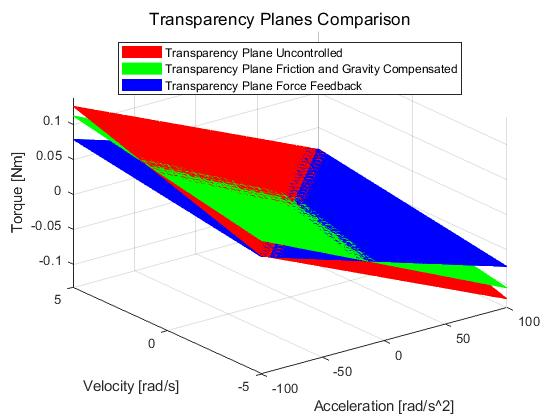 Transparency Planes Comparison
Transparency Plane Uncontrolled
Transparency Plane Friction and Gravity Compensated
Transparency Plane Force Feedback
Torque [Nm]
0.1
0.05
0
-0.05
-0.1
5
0
-5
Velocity [rad/s]
-100
-50
0
50
100
Acceleration [rad/s^2]